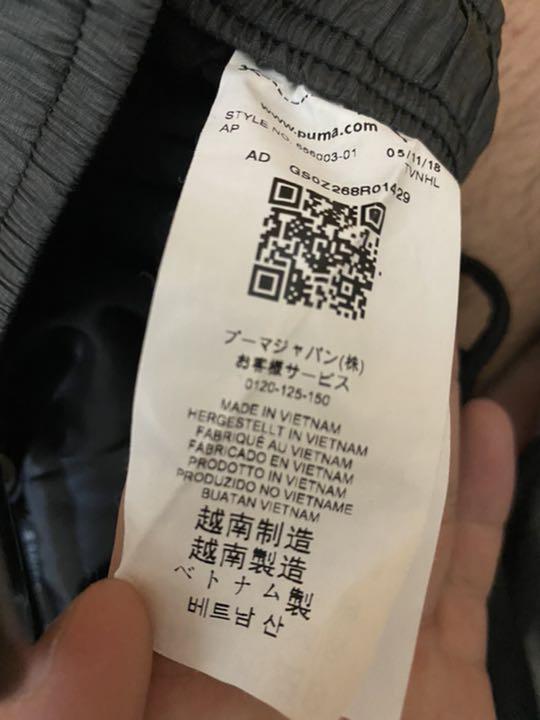 www.puma.com
STYLE NO. 656003-01 05/11/18
AP TVNHL
AD GS0Z268R01429
プーマジャパン(株)
お客様サービス
0120-125-150
MADE IN VIETNAM
HERGESTELLT IN VIETNAM
FABRIQUÉ AU VIETNAM
FABRICADO EN VIETNAM
PRODOTTO IN VIETNAM
PRODUZIDO NO VIETNAME
BUATAN VIETNAM
越南制造
越南製造
ベトナム製
베트남 산